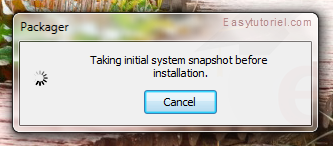 Easytutoriel.com
Packager
Taking initial system snapshot before
installation.
Cancel